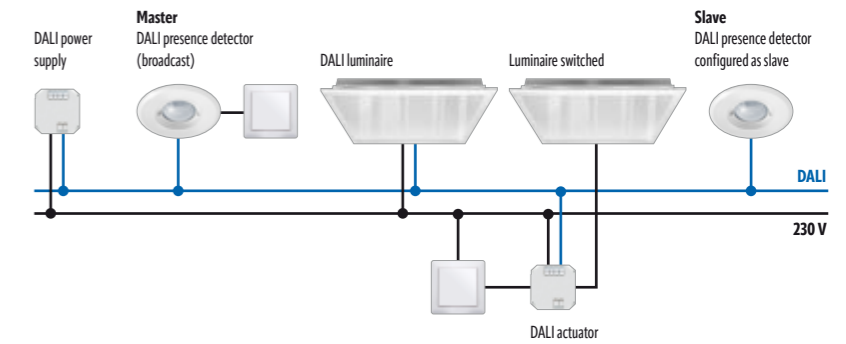 Master
DALI power
supply
DALI presence detector
(broadcast)
DALI luminaire
Luminaire switched
Slave
DALI presence detector
configured as slave
DALI
230 V
DALI actuator